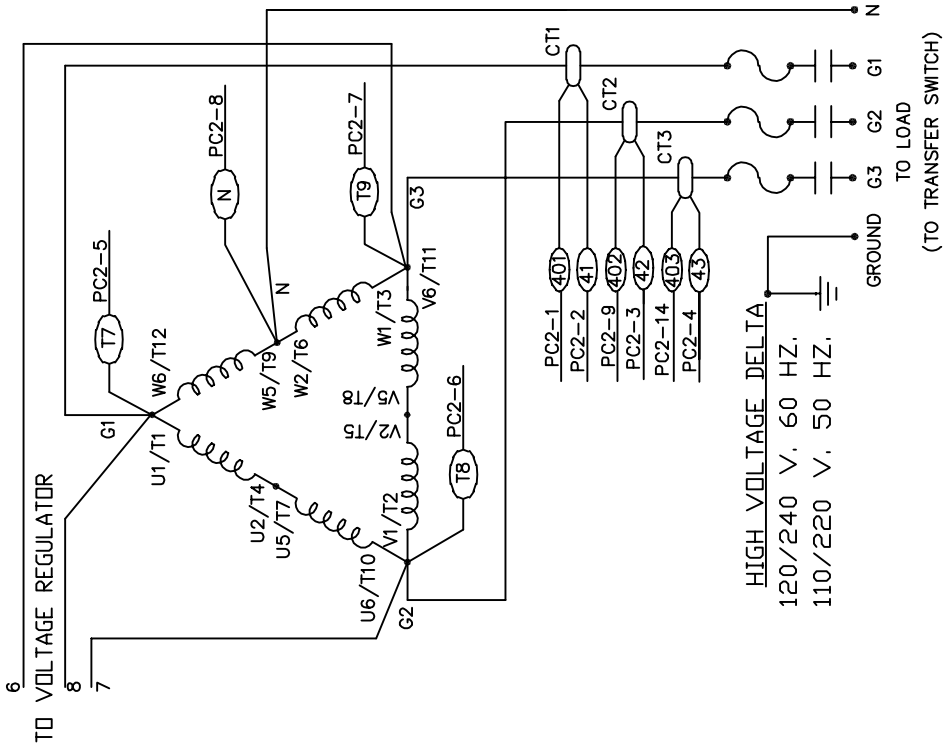 6
TO VOLTAGE REGULATOR
8
7
G1
T7
PC2-5
U1/T1
W6/T12
U2/T4
U5/T7
W5/T9
W2/T6
N
N
PC2-8
U6/T10
V1/T2
V2/T5
V5/T8
W1/T3
V6/T11
G2
G3
T8
PC2-6
T9
PC2-7
CT1
CT2
CT3
PC2-1
401
PC2-2
41
PC2-9
402
PC2-3
42
PC2-14
403
PC2-4
43
HIGH VOLTAGE DELTA
120/240 V. 60 HZ.
110/220 V. 50 HZ.
GROUND
G3
G2
G1
N
TO LOAD
(TO TRANSFER SWITCH)